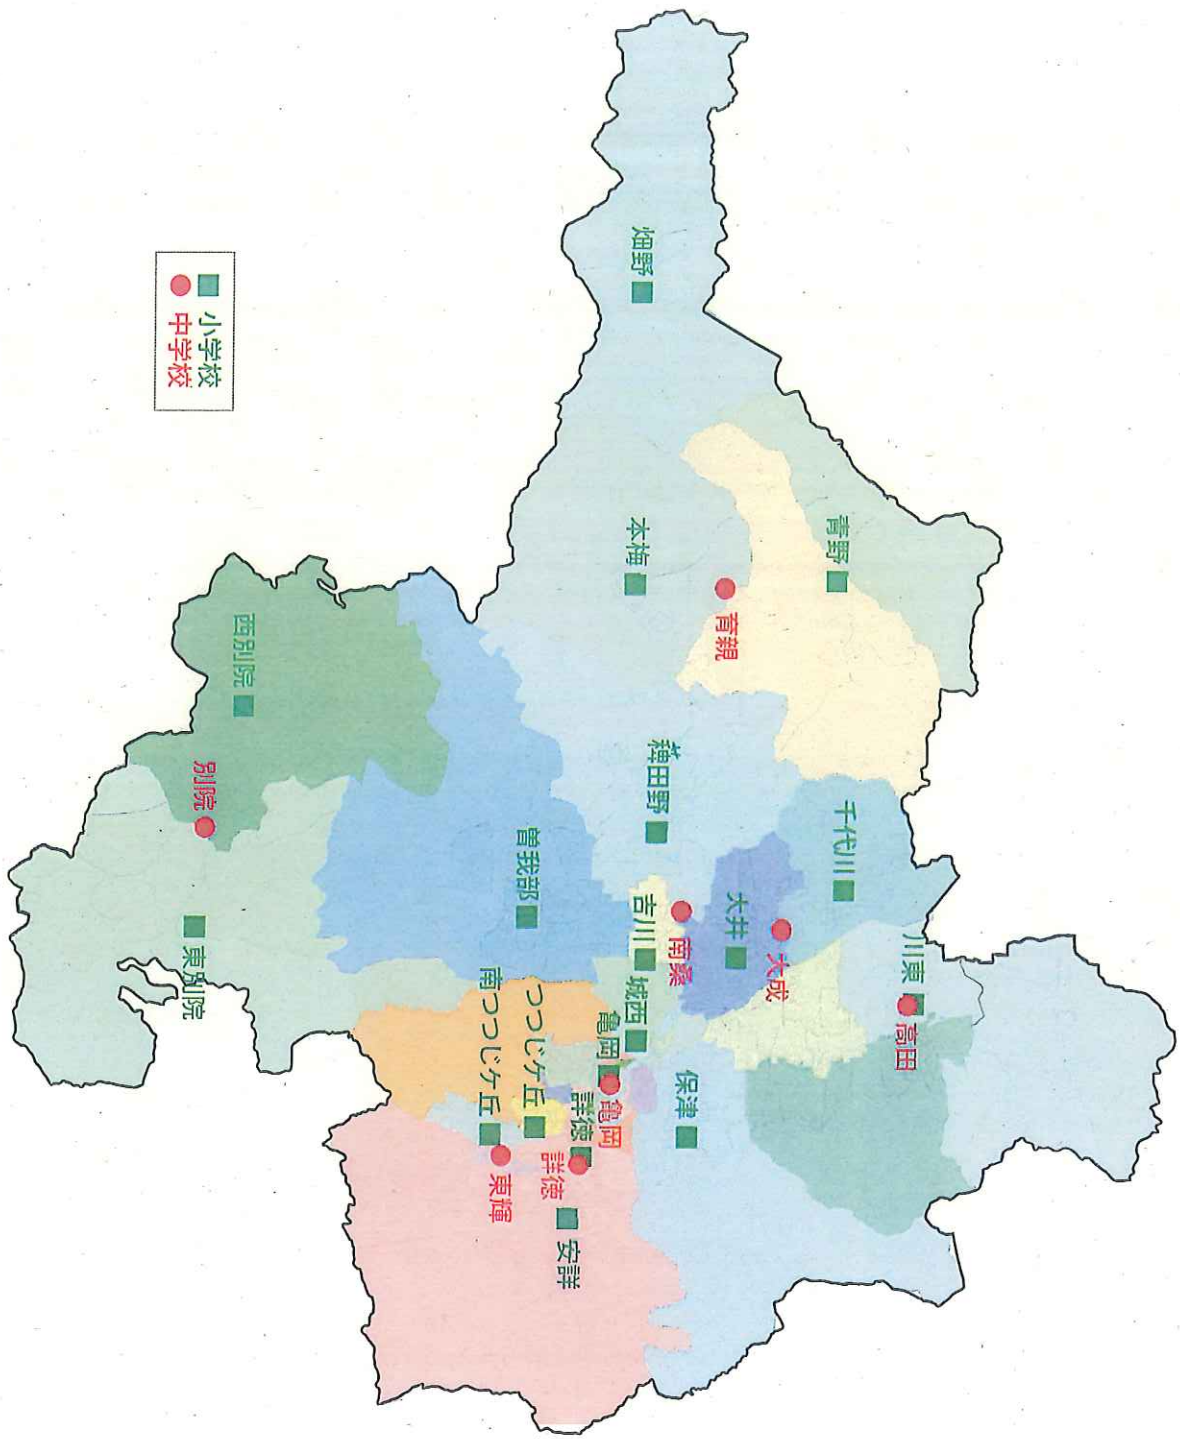 小学校
中学校
川東
高田
千代川
青野
大成
大井
育親
南桑
保津
薭田野
本梅
畑野
吉川
城西
亀岡
亀岡
詳徳
詳徳
安詳
つつじケ丘
曽我部
南つつじケ丘
東輝
西別院
別院
東別院